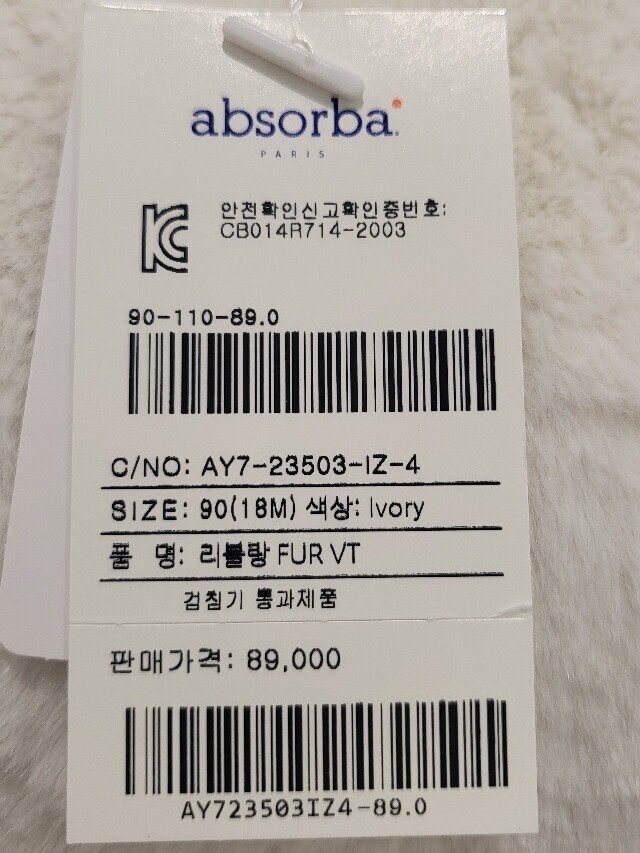 absorba
PARIS
안전확인신고확인증번호:
CB014R714-2003
90-110-89.0
C/NO: AY7-23503-IZ-4
SIZE: 90(18M) 색상: Ivory
품 명: 리블랑 FUR VT
검침기 통과제품
판매가격: 89,000
AY723503IZ4-89.0